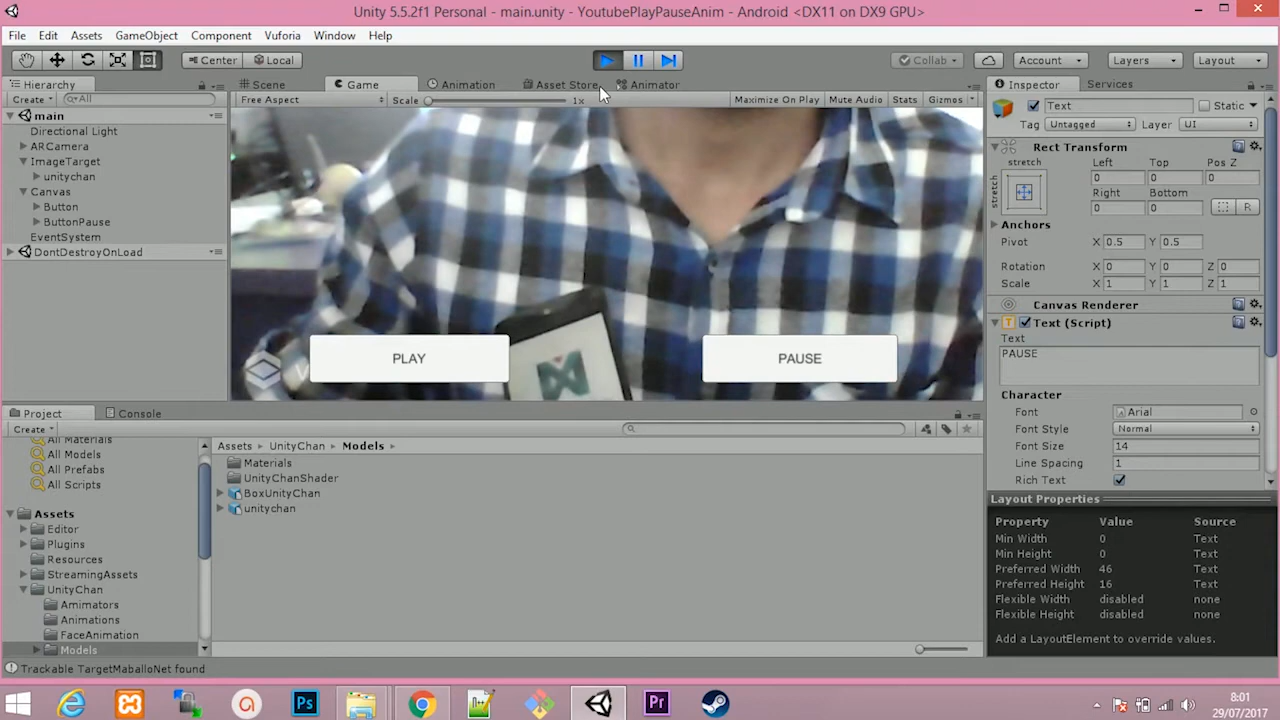 Unity 5.5.2f1 Personal - main.unity - YoutubePlayPauseAnim - Android <DX11 on DX9 GPU>
File Edit Assets GameObject Component Vuforia Window Help
Center Local Collab Account Layers Layout
Hierarchy
Create All
main
Directional Light
ARCamera
ImageTarget
unitychan
Canvas
Button
ButtonPause
EventSystem
DontDestroyOnLoad
Scene Game Animation Asset Store Animator
Free Aspect Scale 1x Maximize On Play Mute Audio Stats Gizmos
PLAY PAUSE
Inspector Services
Text Static
Tag Untagged Layer UI
Rect Transform
stretch Left Top Pos Z
0 0 0
stretch Right Bottom
0 0 R
Anchors
Pivot X 0.5 Y 0.5
Rotation X 0 Y 0 Z 0
Scale X 1 Y 1 Z 1
Canvas Renderer
Text (Script)
Text
PAUSE
Character
Font Arial
Font Style Normal
Font Size 14
Line Spacing 1
Rich Text
Layout Properties
Property Value Source
Min Width 0 Text
Min Height 0 Text
Preferred Width 46 Text
Preferred Height 16 Text
Flexible Width disabled none
Flexible Height disabled none
Add a LayoutElement to override values.
Project Console
Create
All Materials
All Models
All Prefabs
All Scripts
Assets
Editor
Plugins
Resources
StreamingAssets
UnityChan
Amimators
Animations
FaceAnimation
Models
Assets UnityChan Models
Materials
UnityChanShader
BoxUnityChan
unitychan
Trackable TargetMaballoNet found
Ps Pr
8:01
29/07/2017